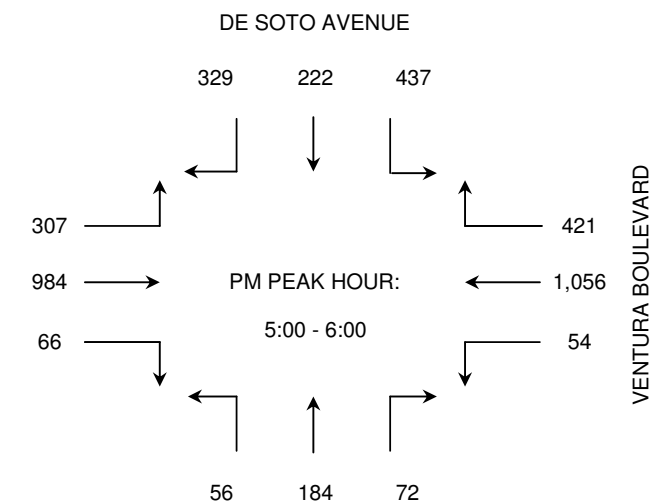 DE SOTO AVENUE
329 222 437
307 421
984 PM PEAK HOUR: 1,056
5:00 - 6:00
66 54
VENTURA BOULEVARD
56 184 72